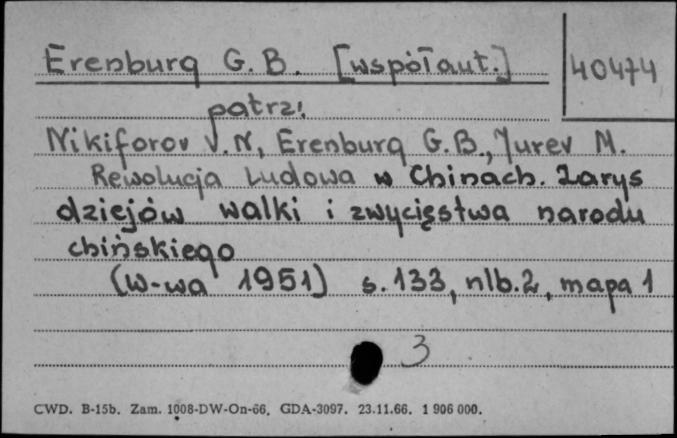 Erenburg G. B. [współaut.]
40474
patrz:
Nikiforov V. N., Erenburg G. B., Jurev M.
Rewolucja Ludowa w Chinach. Zarys
dziejów walki i zwycięstwa narodu
chińskiego
(W-wa 1951) s. 133, nlb. 2, mapa 1
3
CWD. B-15b. Zam. 1008-DW-On-66. GDA-3097. 23.11.66. 1 906 000.